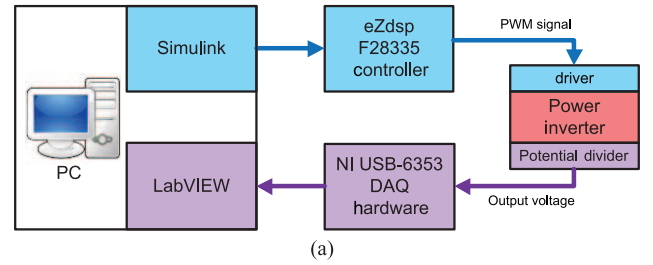 Simulink
eZdsp
F28335
controller
PWM signal
driver
Power
inverter
Potential divider
PC
LabVIEW
NI USB-6353
DAQ
hardware
Output voltage
(a)